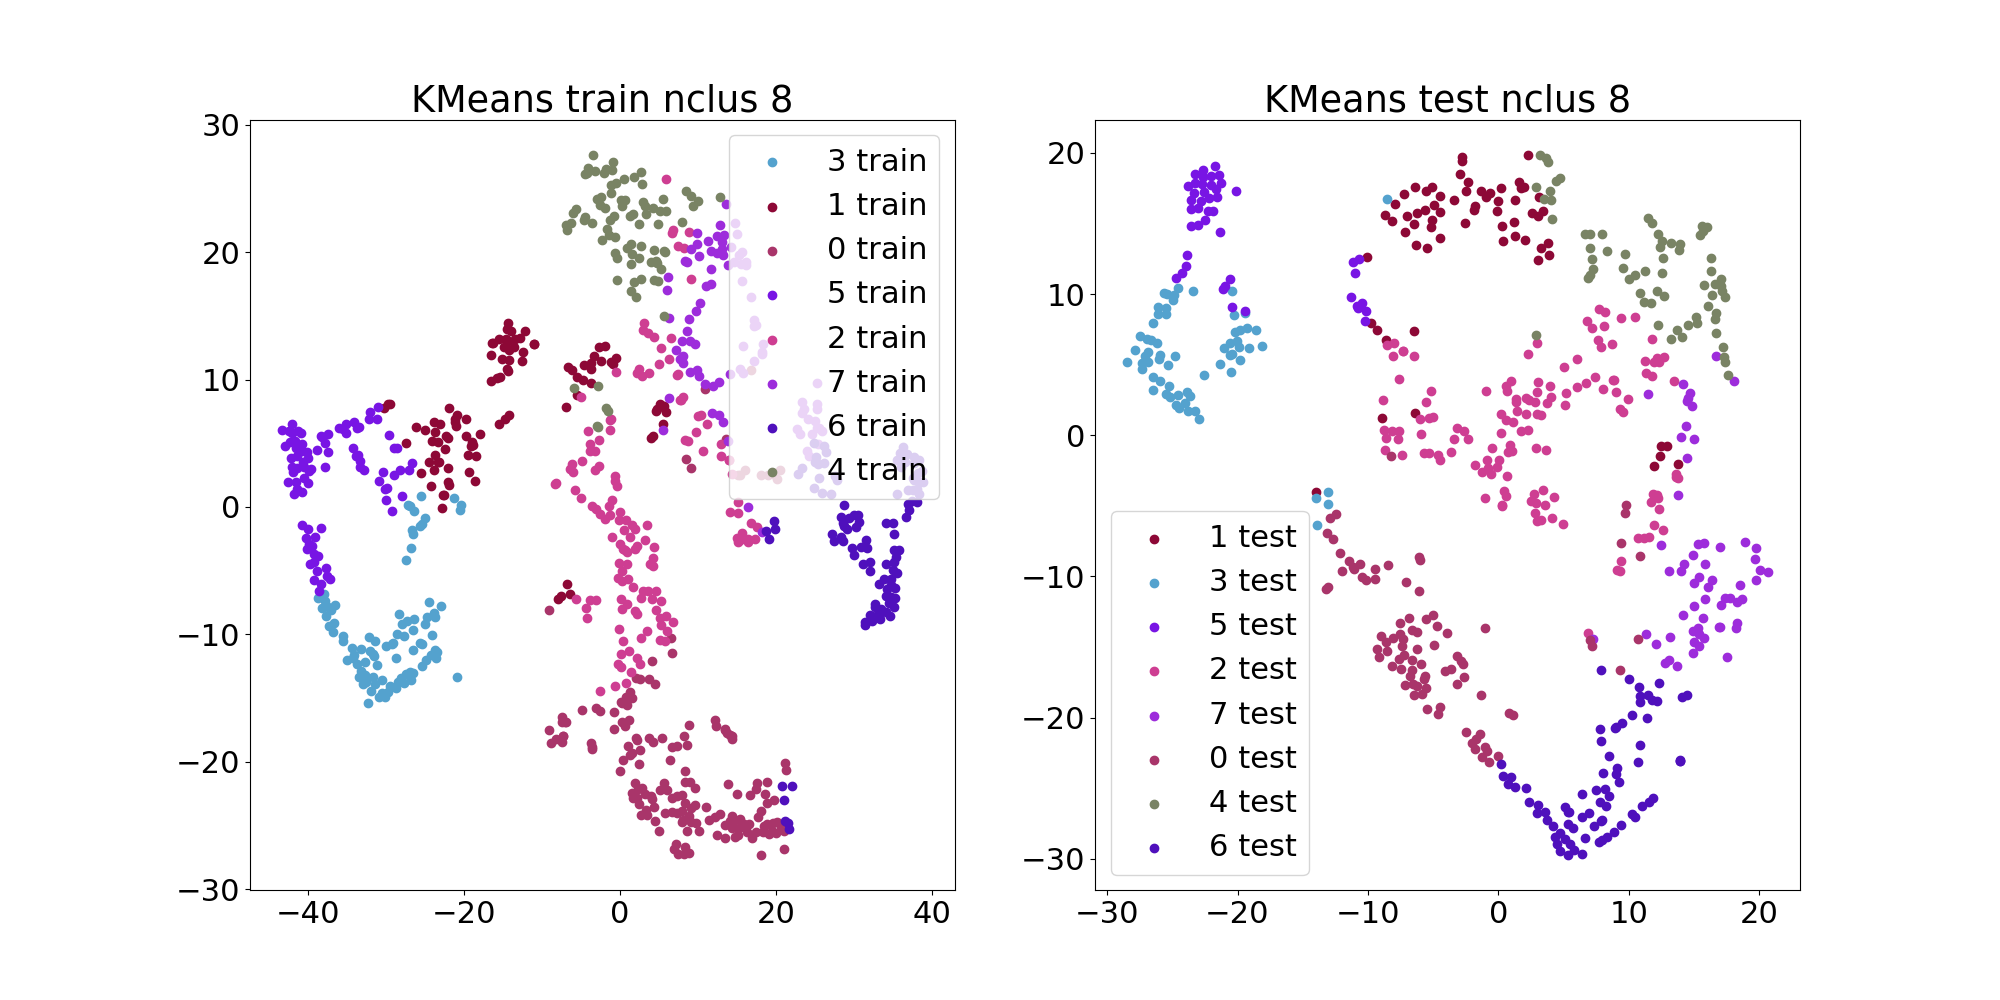 KMeans train nclus 8
30
20
10
0
−10
−20
−30
−40
−20
0
20
40
3 train
1 train
0 train
5 train
2 train
7 train
6 train
4 train
KMeans test nclus 8
20
10
0
−10
−20
−30
−30
−20
−10
0
10
20
1 test
3 test
5 test
2 test
7 test
0 test
4 test
6 test